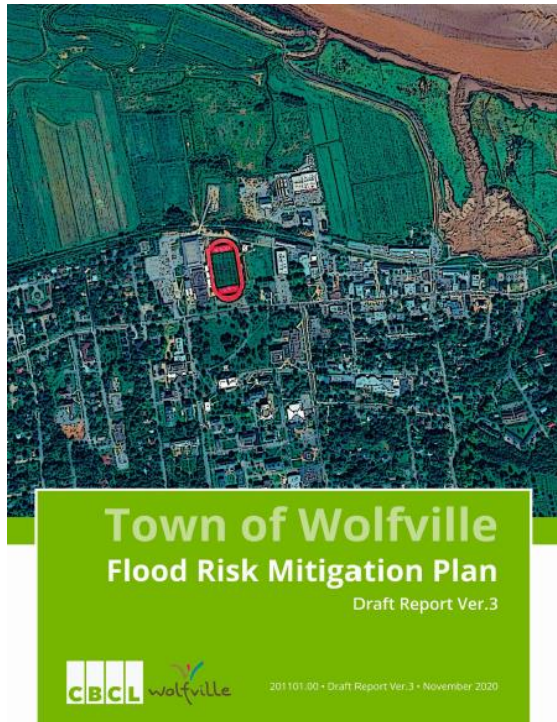 Town of Wolfville
Flood Risk Mitigation Plan
Draft Report Ver.3
CBCL wolfville
201101.00 • Draft Report Ver.3 • November 2020